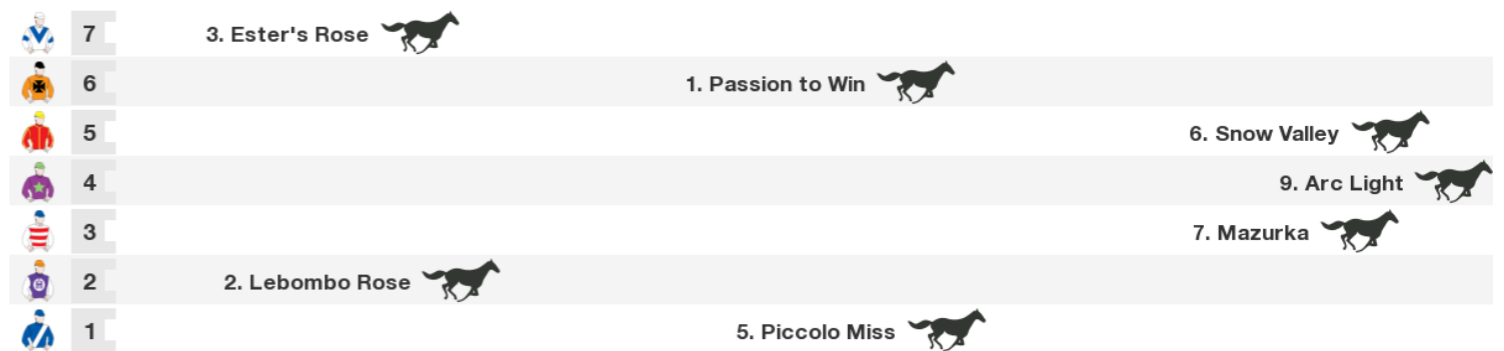 7 3. Ester's Rose
6 1. Passion to Win
5 6. Snow Valley
4 9. Arc Light
3 7. Mazurka
2 2. Lebombo Rose
1 5. Piccolo Miss